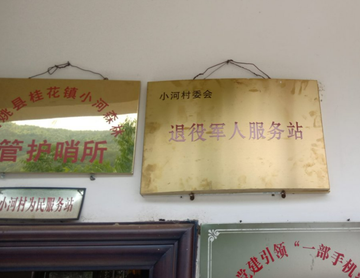 县桂花镇小河森林
管护哨所
小河村委会
退役军人服务站
小河村为民服务站
党建引领“一部手机